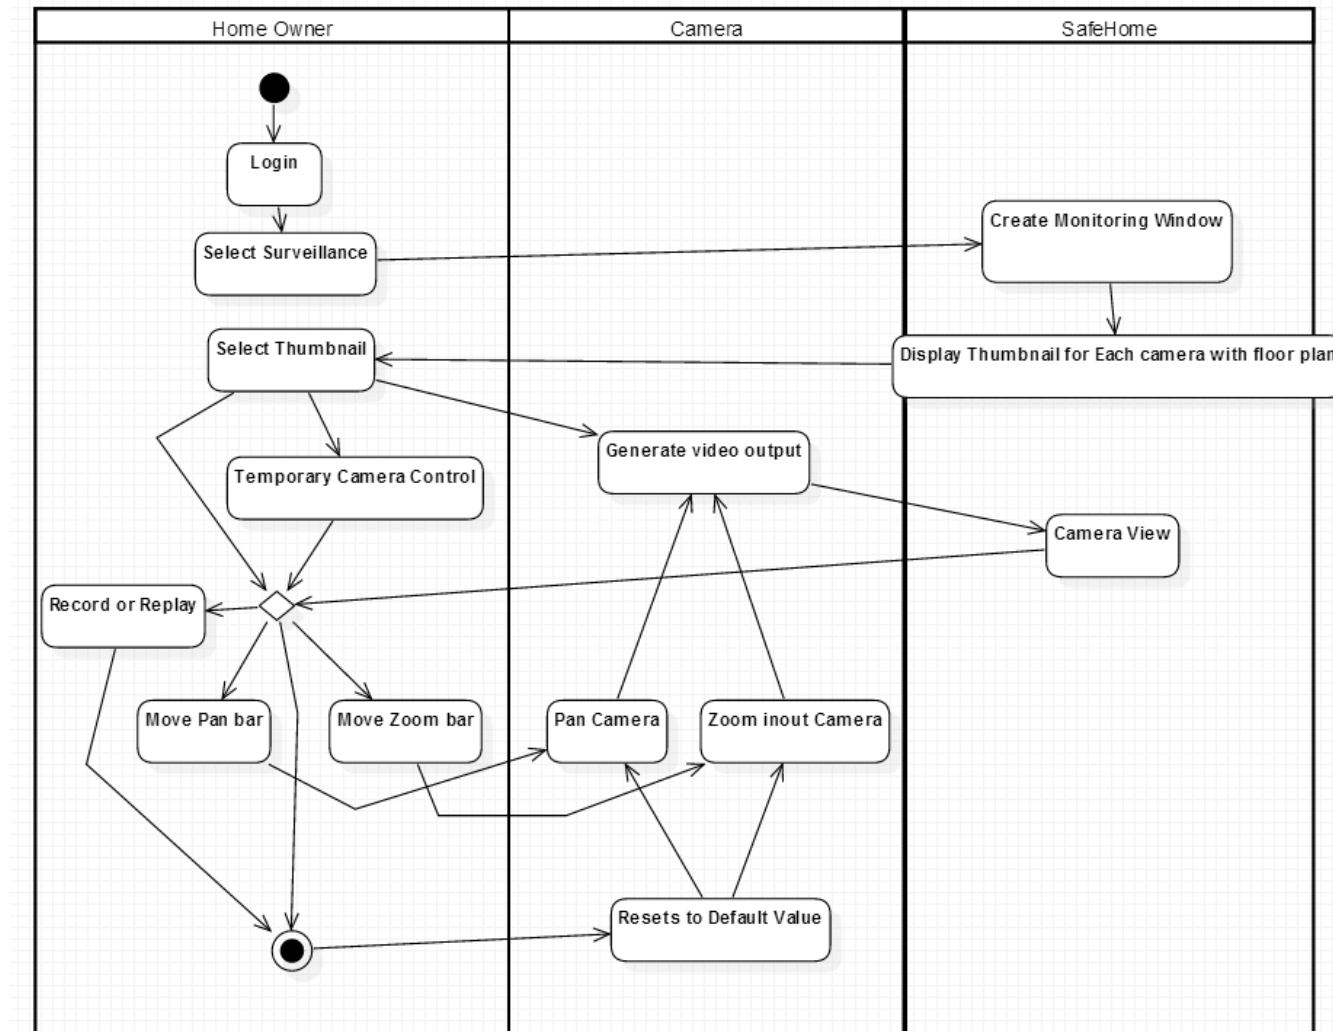 Home Owner
Camera
SafeHome
Login
Select Surveillance
Create Monitoring Window
Select Thumbnail
Display Thumbnail for Each camera with floor plan
Generate video output
Temporary Camera Control
Camera View
Record or Replay
Move Pan bar
Move Zoom bar
Pan Camera
Zoom inout Camera
Resets to Default Value